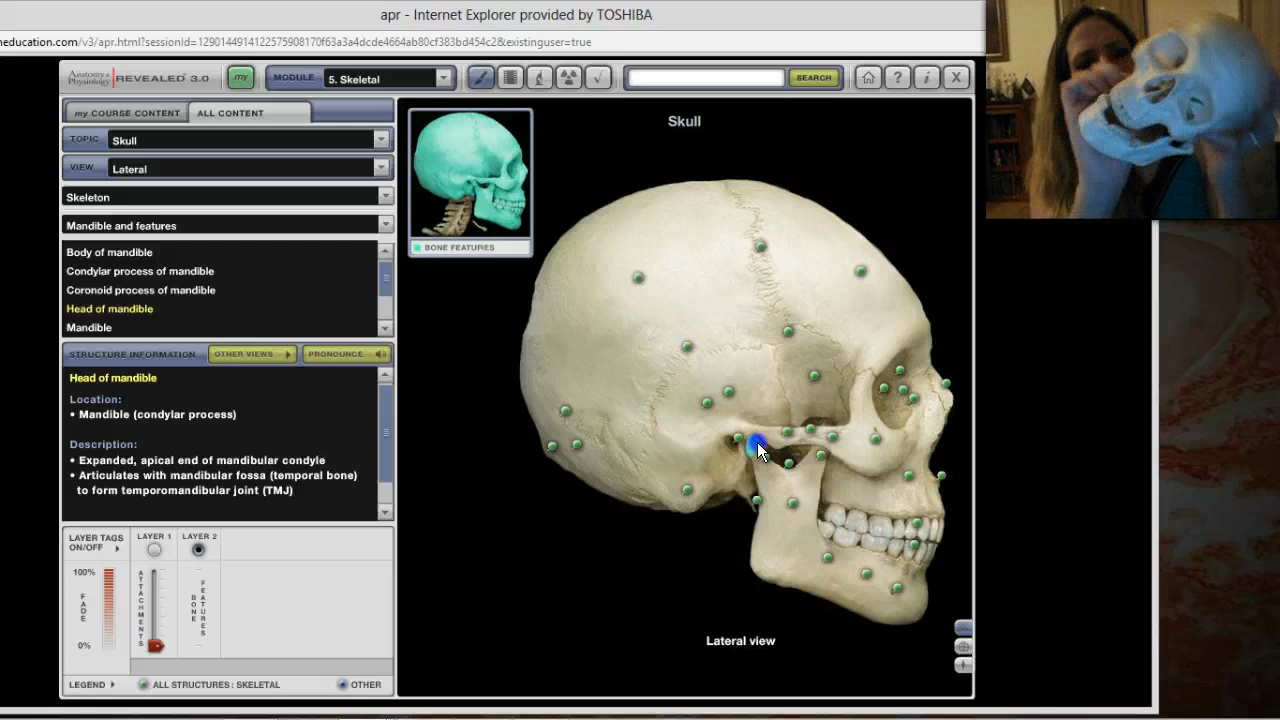 apr - Internet Explorer provided by TOSHIBA
neducation.com/v3/apr.html?sessionId=1290144914122575908170f63a3a4dcde4664ab80cf383bd454c2&existinguser=true
Anatomy & Physiology REVEALED 3.0
my
MODULE 5. Skeletal
SEARCH
? i X
my COURSE CONTENT ALL CONTENT
TOPIC Skull
VIEW Lateral
Skeleton
Mandible and features
Body of mandible
Condylar process of mandible
Coronoid process of mandible
Head of mandible
Mandible
STRUCTURE INFORMATION OTHER VIEWS PRONOUNCE
Head of mandible
Location:
• Mandible (condylar process)
Description:
• Expanded, apical end of mandibular condyle
• Articulates with mandibular fossa (temporal bone)
to form temporomandibular joint (TMJ)
LAYER TAGS ON/OFF
LAYER 1
LAYER 2
100%
FADE
0%
ATTACHMENTS
BONE FEATURES
LEGEND ALL STRUCTURES : SKELETAL OTHER
Skull
BONE FEATURES
Lateral view